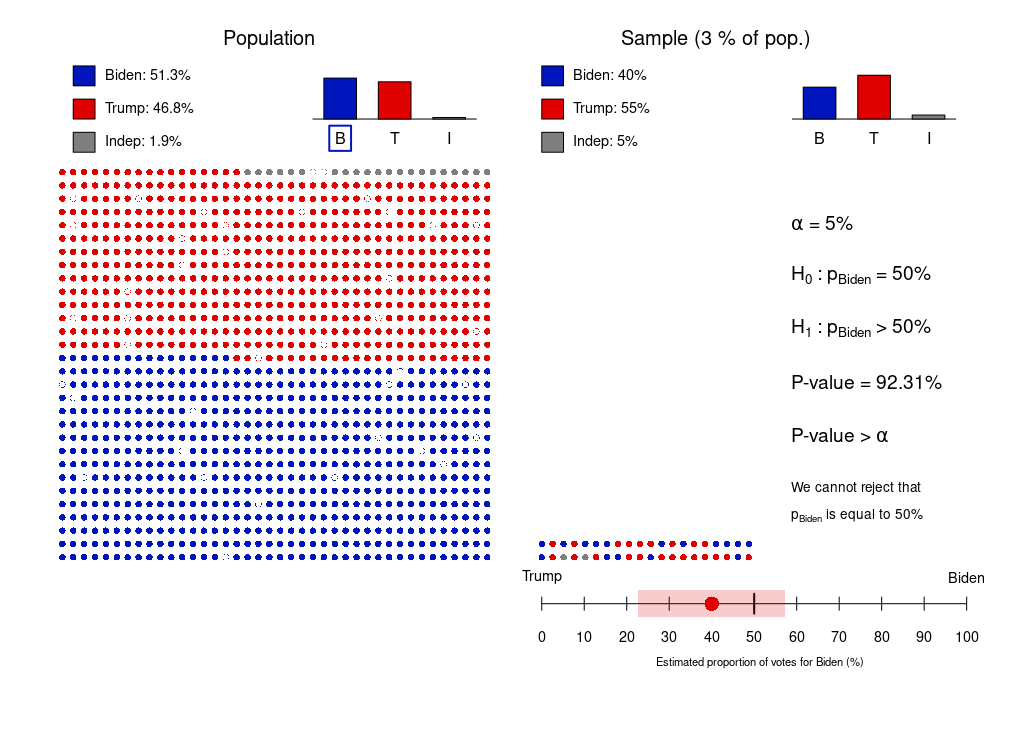 Population
Biden: 51.3%
Trump: 46.8%
Indep: 1.9%
B T I
Sample (3 % of pop.)
Biden: 40%
Trump: 55%
Indep: 5%
B T I
α = 5%
H0 : pBiden = 50%
H1 : pBiden > 50%
P-value = 92.31%
P-value > α
We cannot reject that
pBiden is equal to 50%
Trump Biden
0 10 20 30 40 50 60 70 80 90 100
Estimated proportion of votes for Biden (%)